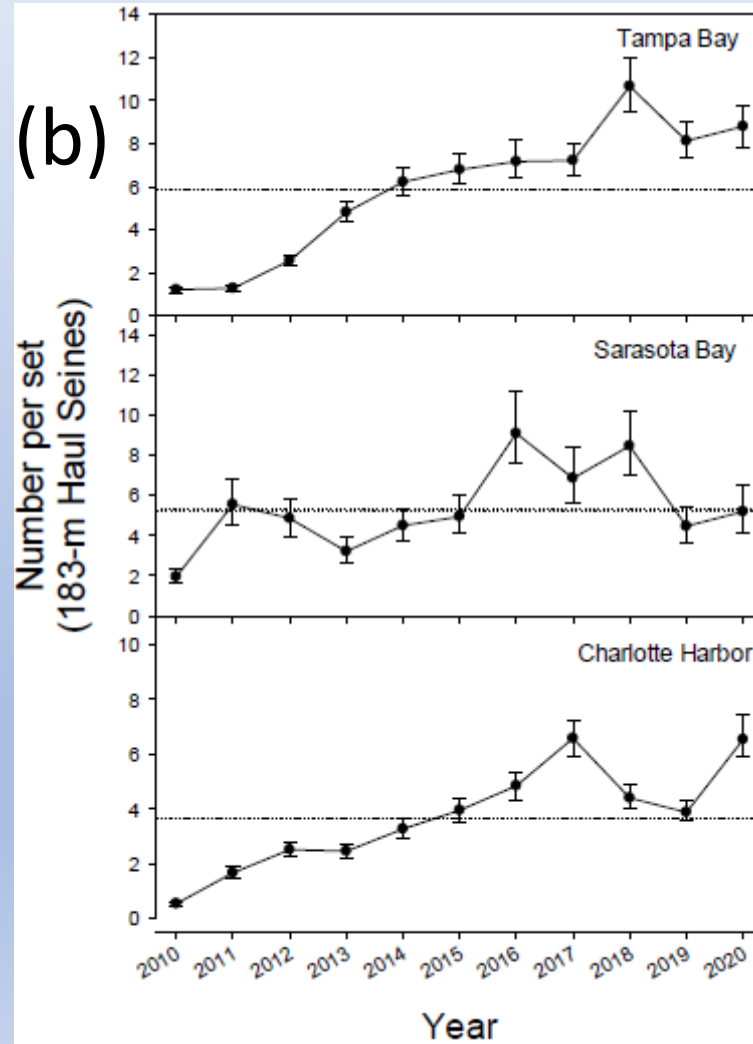 (b)
Number per set
(183-m Haul Seines)
Tampa Bay
14
12
10
8
6
4
2
0
Sarasota Bay
14
12
10
8
6
4
2
0
Charlotte Harbor
10
8
6
4
2
0
2010 2011 2012 2013 2014 2015 2016 2017 2018 2019 2020
Year